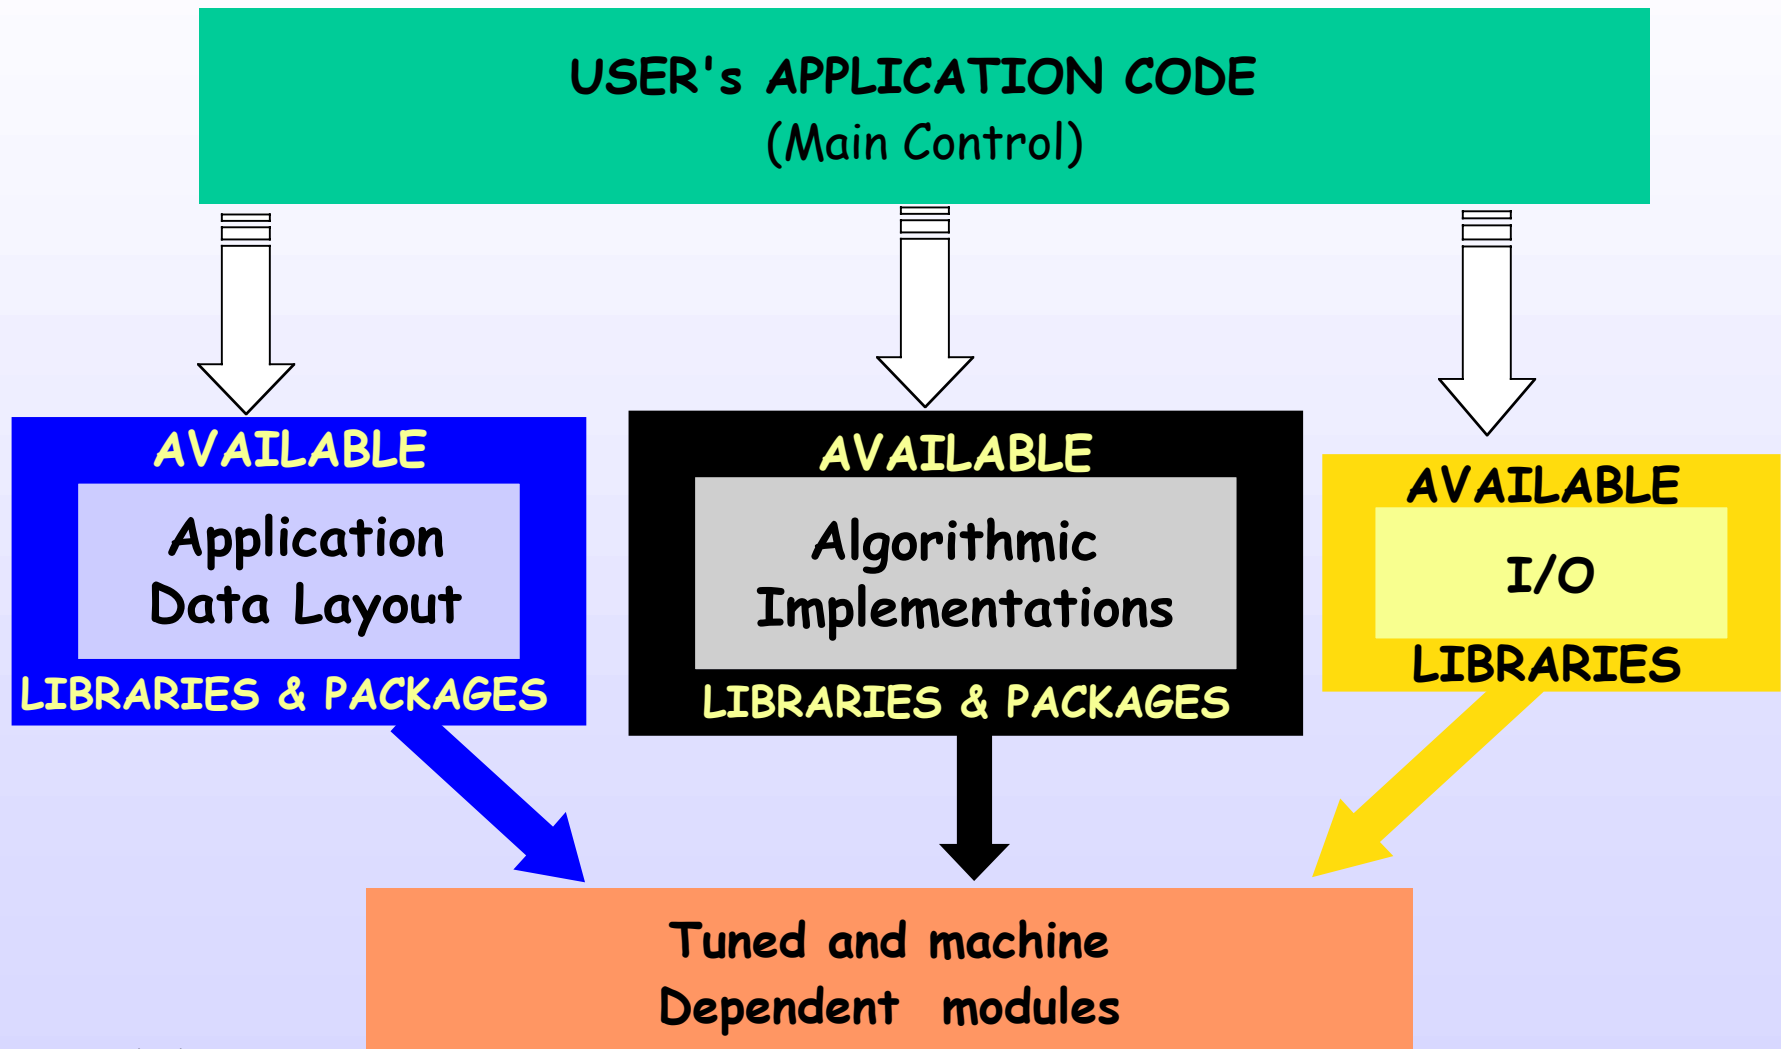 USER's APPLICATION CODE
(Main Control)
AVAILABLE
Application
Data Layout
LIBRARIES & PACKAGES
AVAILABLE
Algorithmic
Implementations
LIBRARIES & PACKAGES
AVAILABLE
I/O
LIBRARIES
Tuned and machine
Dependent modules